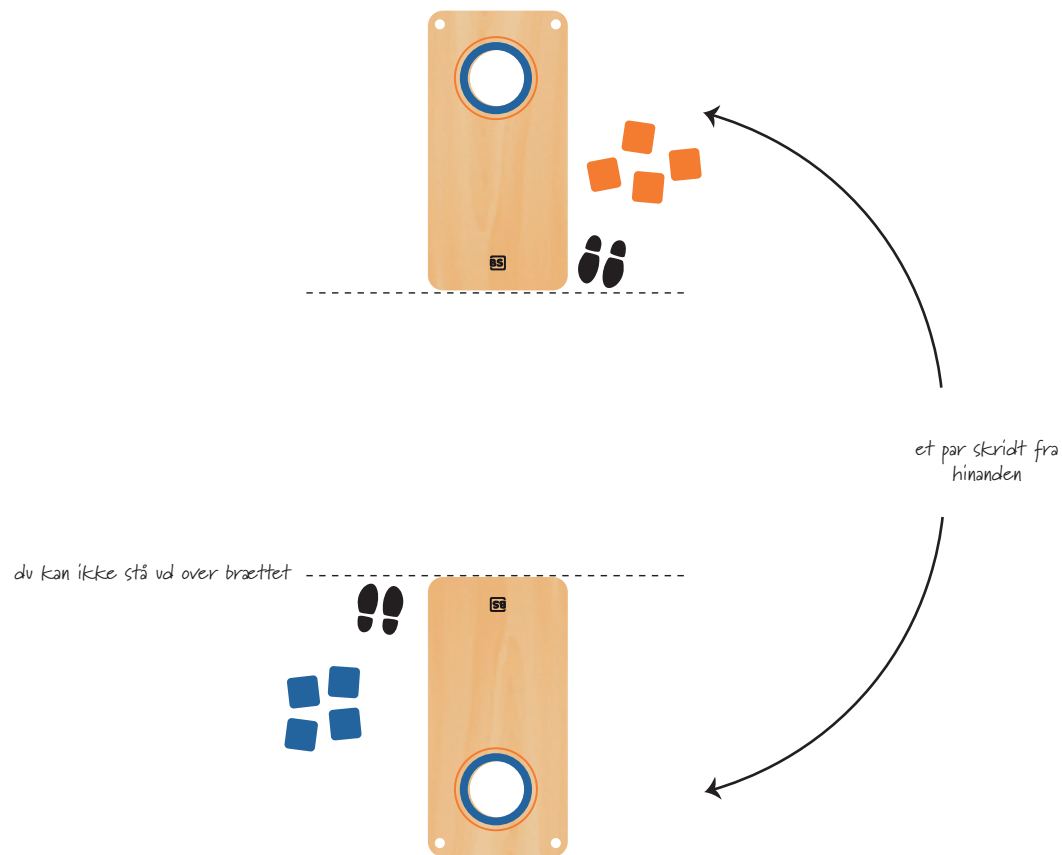 BS
et par skridt fra
hinanden
du kan ikke stå ud over brættet
BS